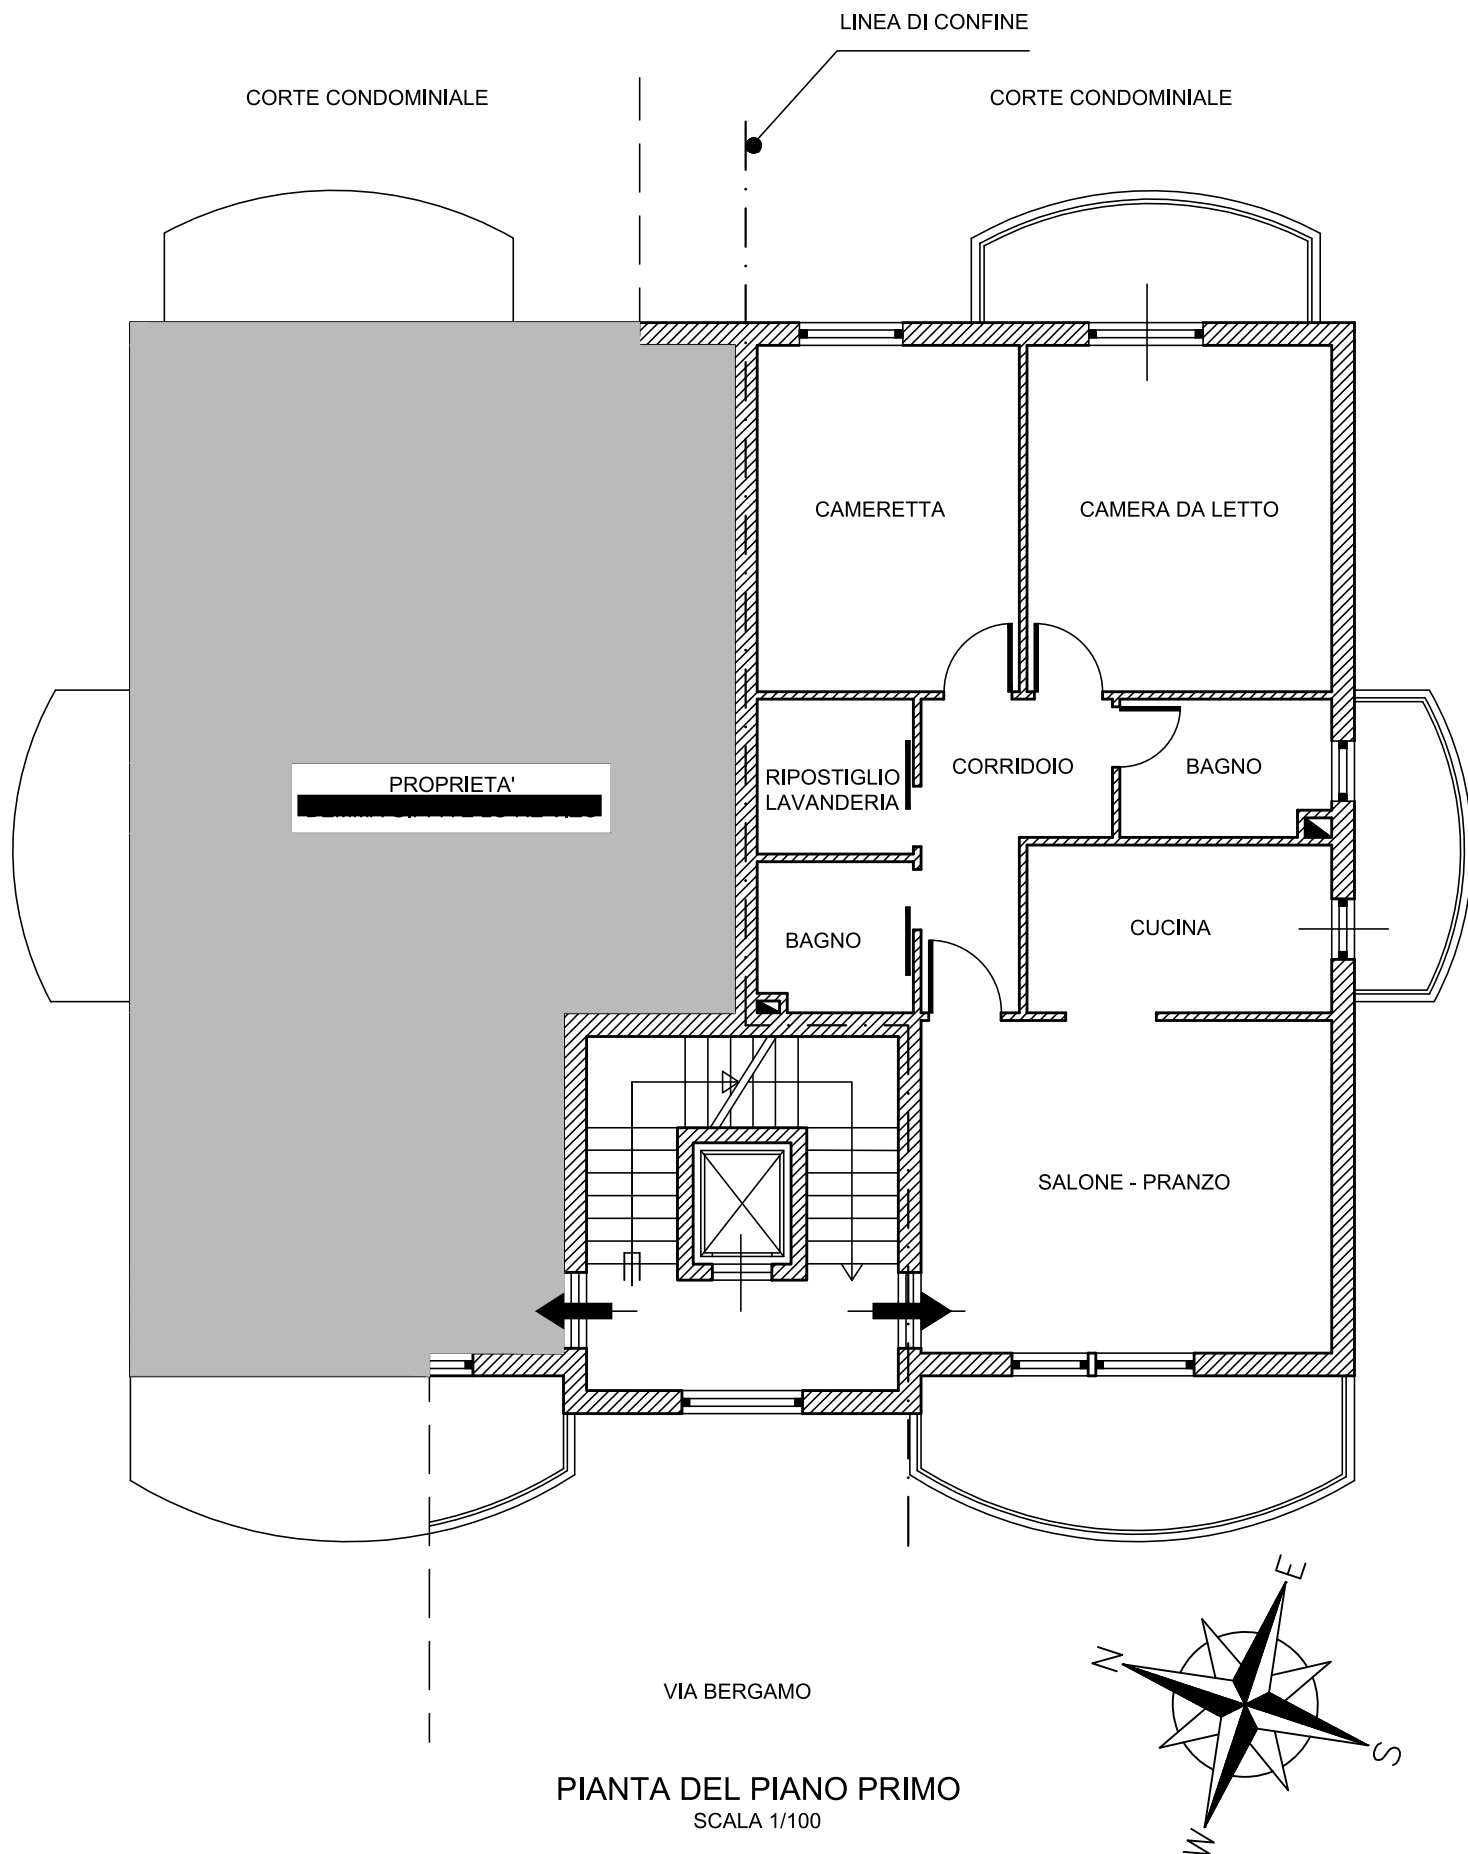 LINEA DI CONFINE
CORTE CONDOMINIALE
CORTE CONDOMINIALE
CAMERETTA
CAMERA DA LETTO
PROPRIETA'
RIPOSTIGLIO
LAVANDERIA
CORRIDOIO
BAGNO
BAGNO
CUCINA
SALONE - PRANZO
E
N
S
W
VIA BERGAMO
PIANTA DEL PIANO PRIMO
SCALA 1/100